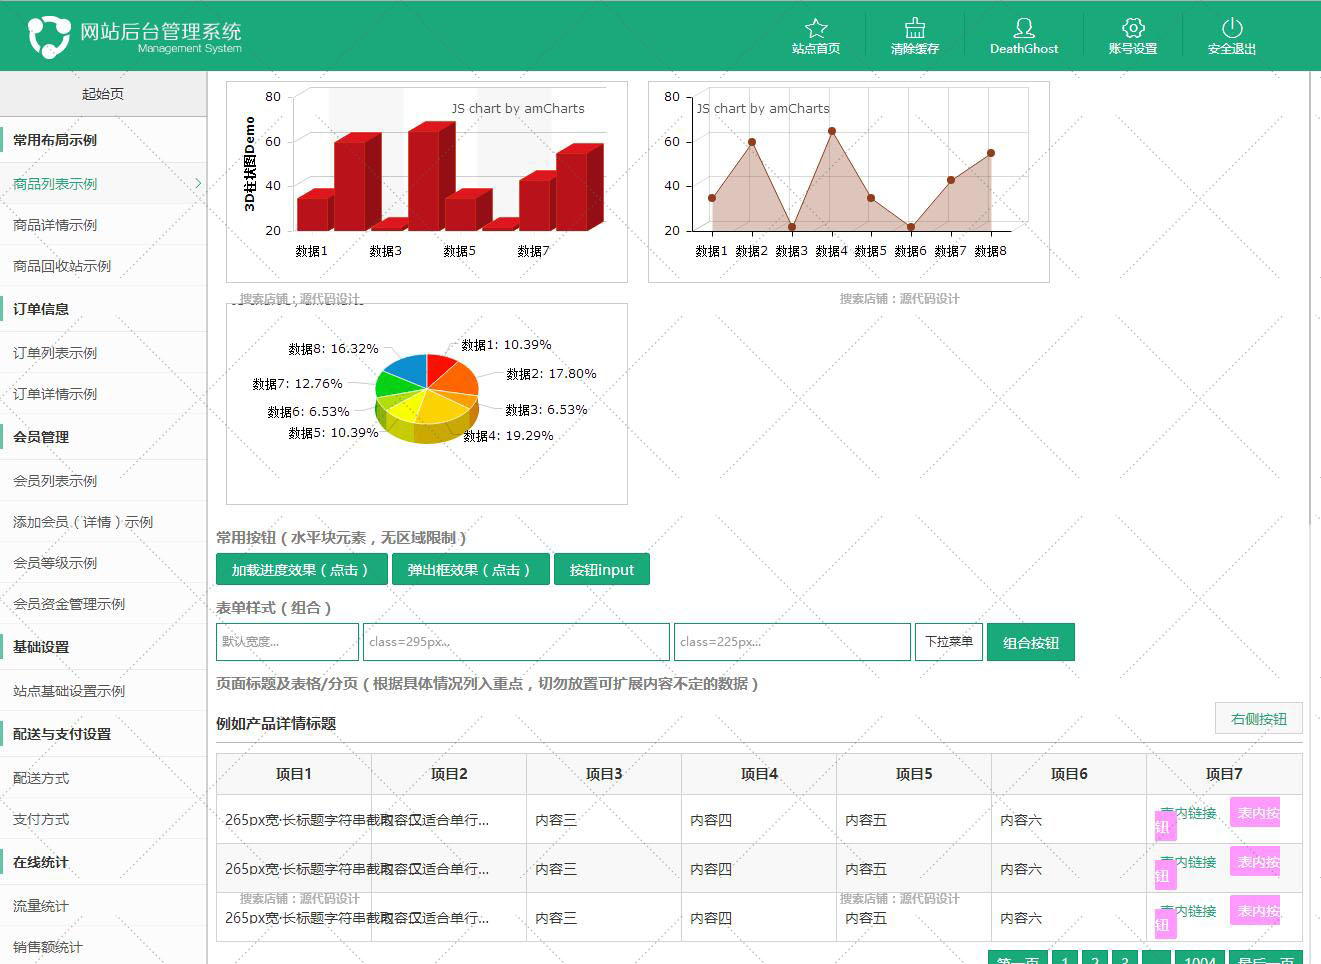 网站后台管理系统
Management System
站点首页
清除缓存
DeathGhost
账号设置
安全退出
起始页
常用布局示例
商品列表示例
商品详情示例
商品回收站示例
订单信息
订单列表示例
订单详情示例
会员管理
会员列表示例
添加会员（详情）示例
会员等级示例
会员资金管理示例
基础设置
站点基础设置示例
配送与支付设置
配送方式
支付方式
在线统计
流量统计
销售额统计
JS chart by amCharts
3D柱状图Demo
80
60
40
20
数据1
数据3
数据5
数据7
JS chart by amCharts
80
60
40
20
数据1 数据2 数据3 数据4 数据5 数据6 数据7 数据8
搜索店铺：源代码设计
搜索店铺：源代码设计
数据8: 16.32%
数据1: 10.39%
数据7: 12.76%
数据2: 17.80%
数据6: 6.53%
数据3: 6.53%
数据5: 10.39%
数据4: 19.29%
常用按钮（水平块元素，无区域限制）
加载进度效果（点击）
弹出框效果（点击）
按钮input
表单样式（组合）
默认宽度...
class=295px...
class=225px...
下拉菜单
组合按钮
页面标题及表格/分页（根据具体情况列入重点，切勿放置可扩展内容不定的数据）
例如产品详情标题
右侧按钮
项目1 项目2 项目3 项目4 项目5 项目6 项目7
265px宽·长标题字符串截取 内容仅适合单行... 内容三 内容四 内容五 内容六 表内链接 表内按钮
265px宽·长标题字符串截取 内容仅适合单行... 内容三 内容四 内容五 内容六 表内链接 表内按钮
搜索店铺：源代码设计
搜索店铺：源代码设计
265px宽·长标题字符串截取 内容仅适合单行... 内容三 内容四 内容五 内容六 表内链接 表内按钮
第一页 1 2 3 ... 1004 最后一页